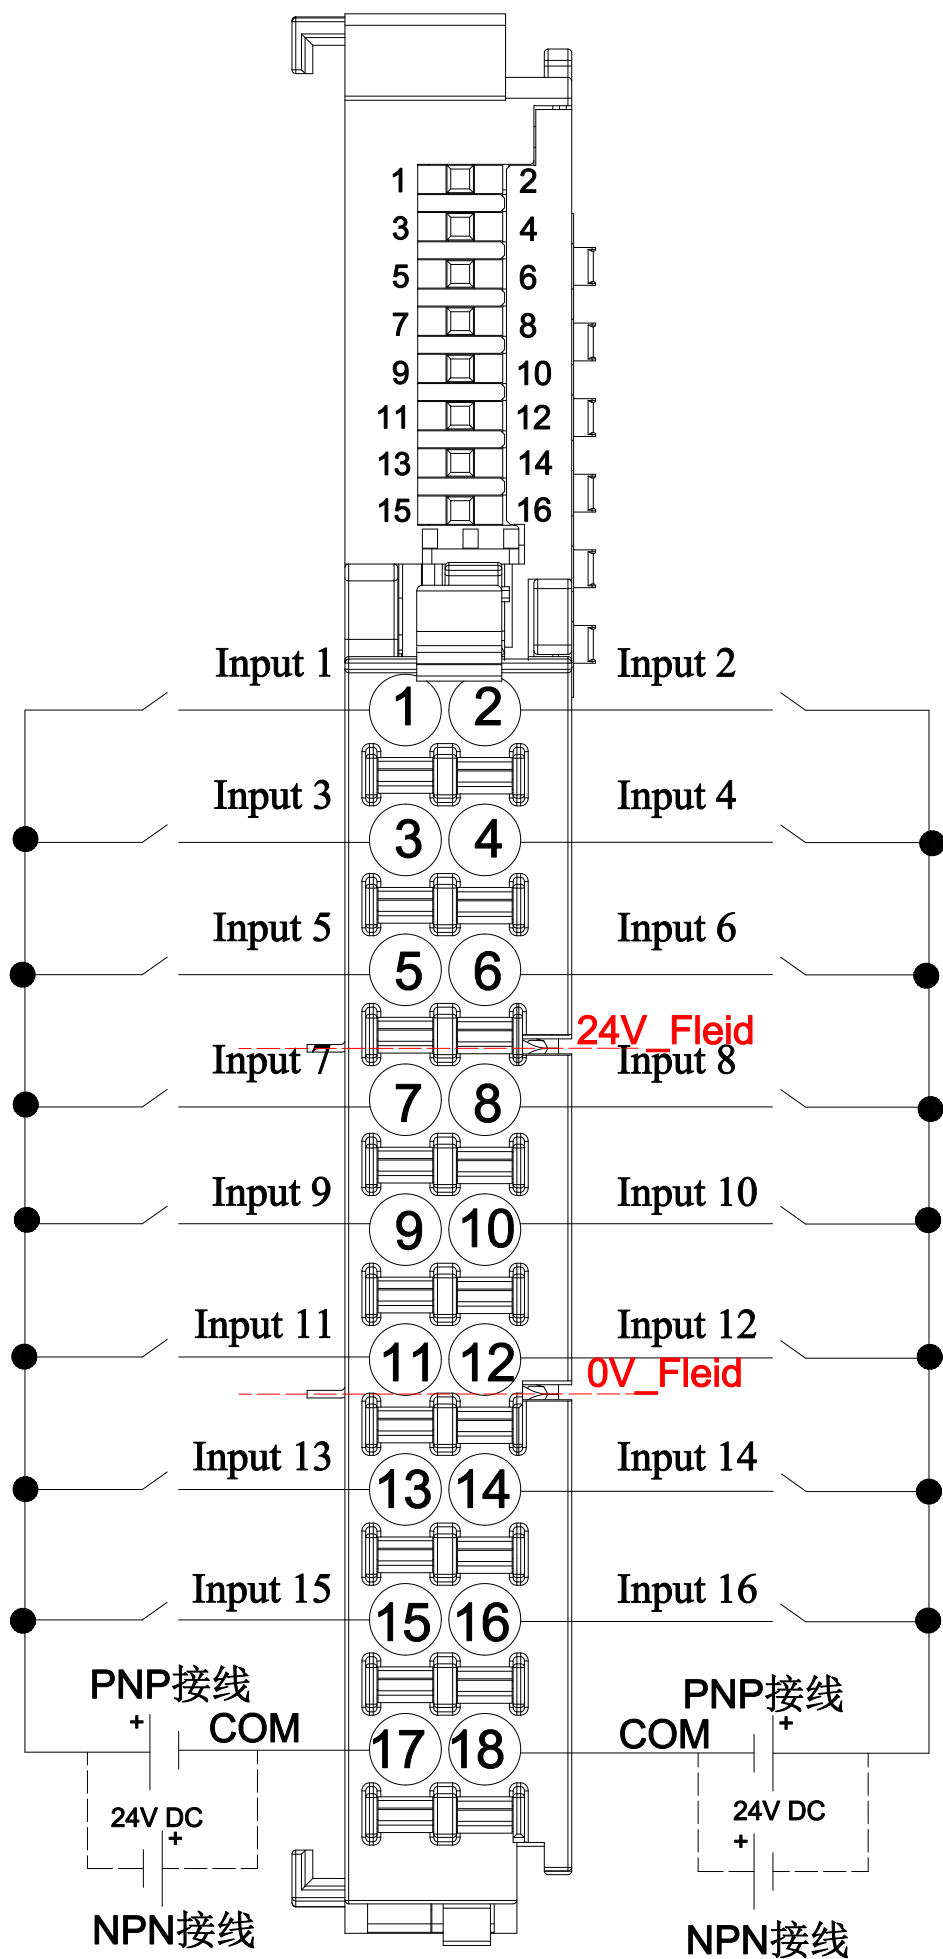 1 2
3 4
5 6
7 8
9 10
11 12
13 14
15 16
Input 1 Input 2
1 2
Input 3 Input 4
3 4
Input 5 Input 6
5 6
24V_Fleid
Input 7 Input 8
7 8
Input 9 Input 10
9 10
Input 11 Input 12
11 12
0V_Fleid
Input 13 Input 14
13 14
Input 15 Input 16
15 16
PNP接线 PNP接线
+ COM 17 18 COM +
24V DC 24V DC
+ +
NPN接线 NPN接线